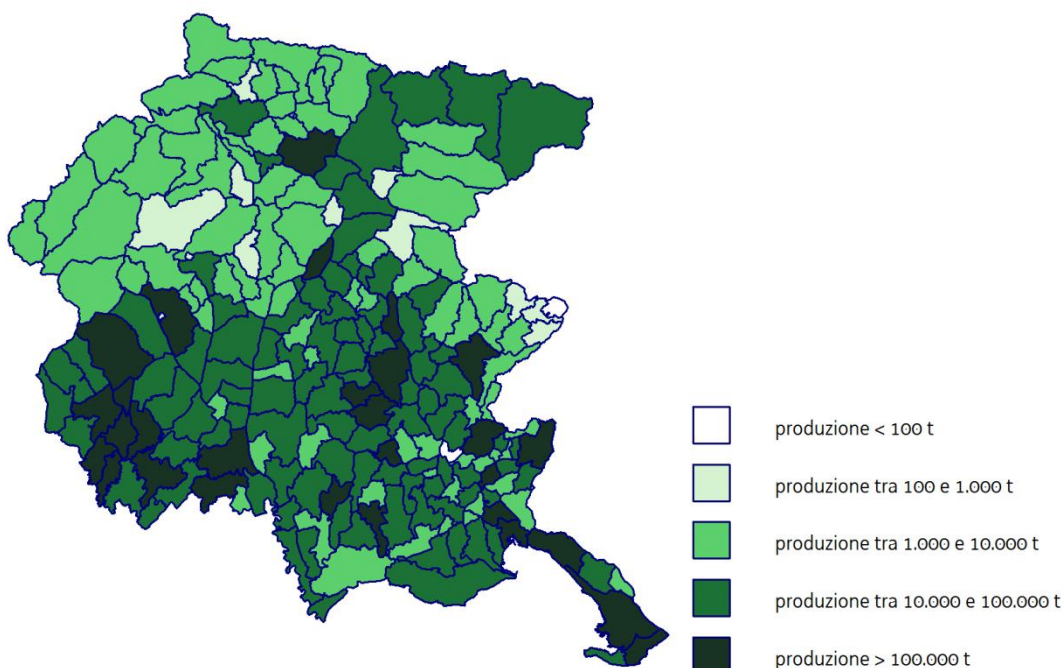 produzione < 100 t
produzione tra 100 e 1.000 t
produzione tra 1.000 e 10.000 t
produzione tra 10.000 e 100.000 t
produzione > 100.000 t